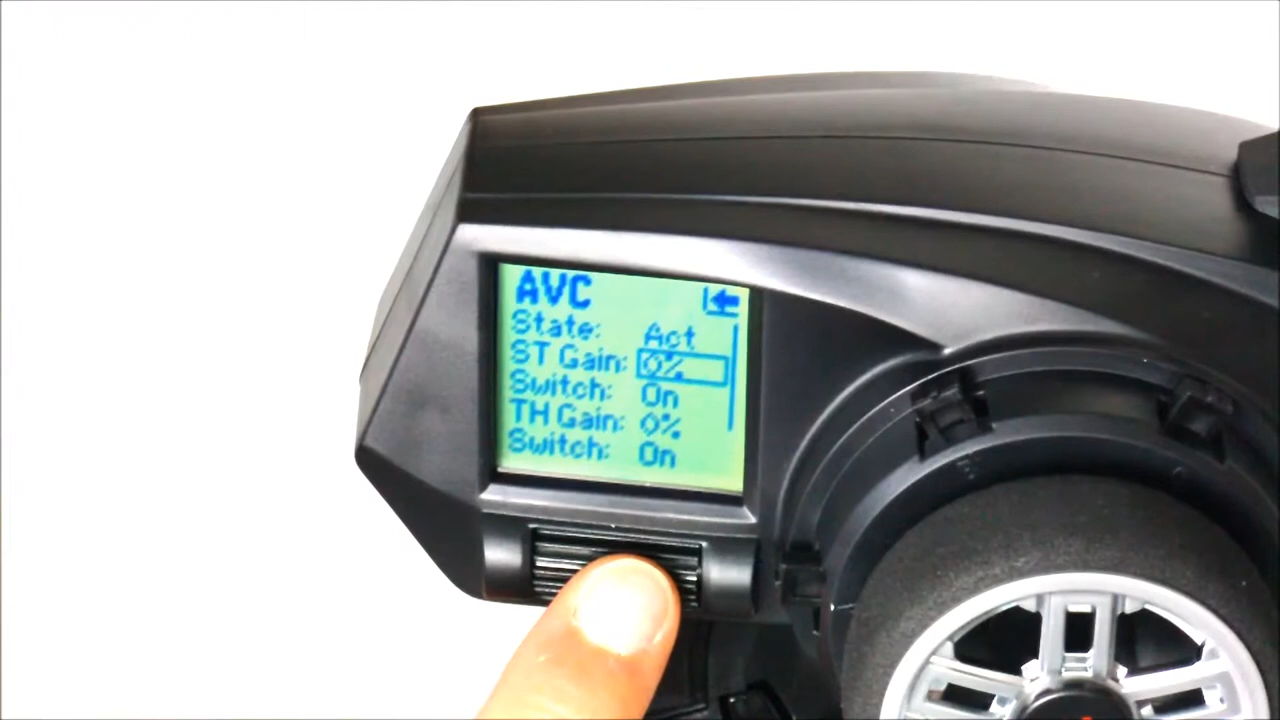 AVC
State: Act
ST Gain: 0%
Switch: On
TH Gain: 0%
Switch: On